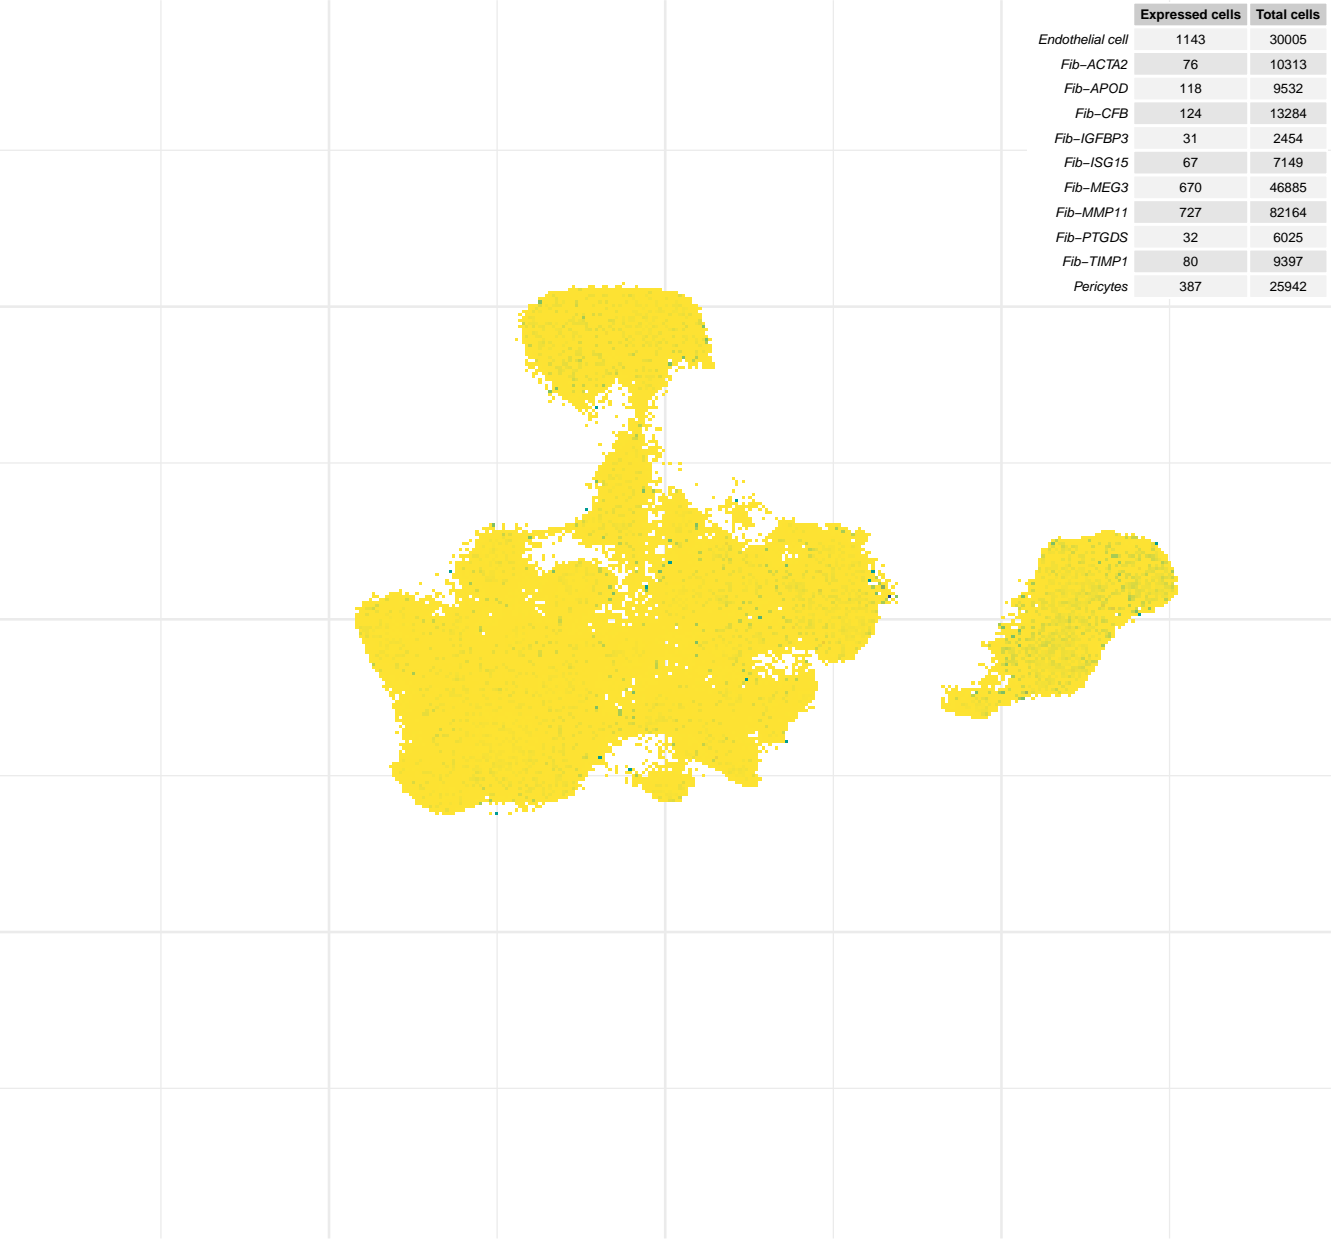 Expressed cells Total cells
Endothelial cell 1143 30005
Fib−ACTA2 76 10313
Fib−APOD 118 9532
Fib−CFB 124 13284
Fib−IGFBP3 31 2454
Fib−ISG15 67 7149
Fib−MEG3 670 46885
Fib−MMP11 727 82164
Fib−PTGDS 32 6025
Fib−TIMP1 80 9397
Pericytes 387 25942